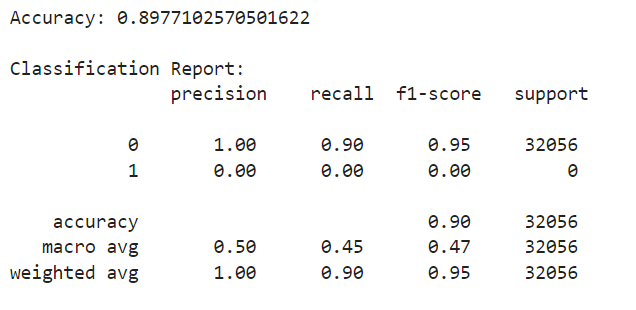 Accuracy: 0.8977102570501622
Classification Report:
precision recall f1-score support
0 1.00 0.90 0.95 32056
1 0.00 0.00 0.00 0
accuracy 0.90 32056
macro avg 0.50 0.45 0.47 32056
weighted avg 1.00 0.90 0.95 32056